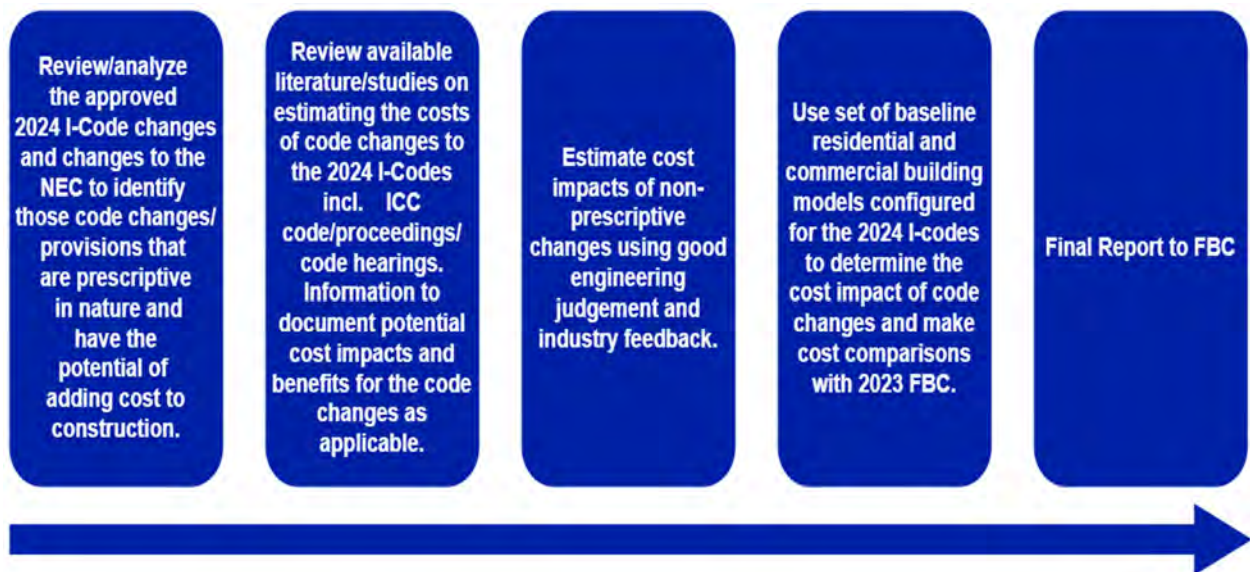 Review/analyze
the approved
2024 I-Code changes
and changes to the
NEC to identify
those code changes/
provisions that
are prescriptive
in nature and
have the
potential of
adding cost to
construction.
Review available
literature/studies on
estimating the costs
of code changes to
the 2024 I-Codes
incl. ICC
code/proceedings/
code hearings.
Information to
document potential
cost impacts and
benefits for the code
changes as
applicable.
Estimate cost
impacts of non-
prescriptive
changes using good
engineering
judgement and
industry feedback.
Use set of baseline
residential and
commercial building
models configured
for the 2024 I-codes
to determine the
cost impact of code
changes and make
cost comparisons
with 2023 FBC.
Final Report to FBC